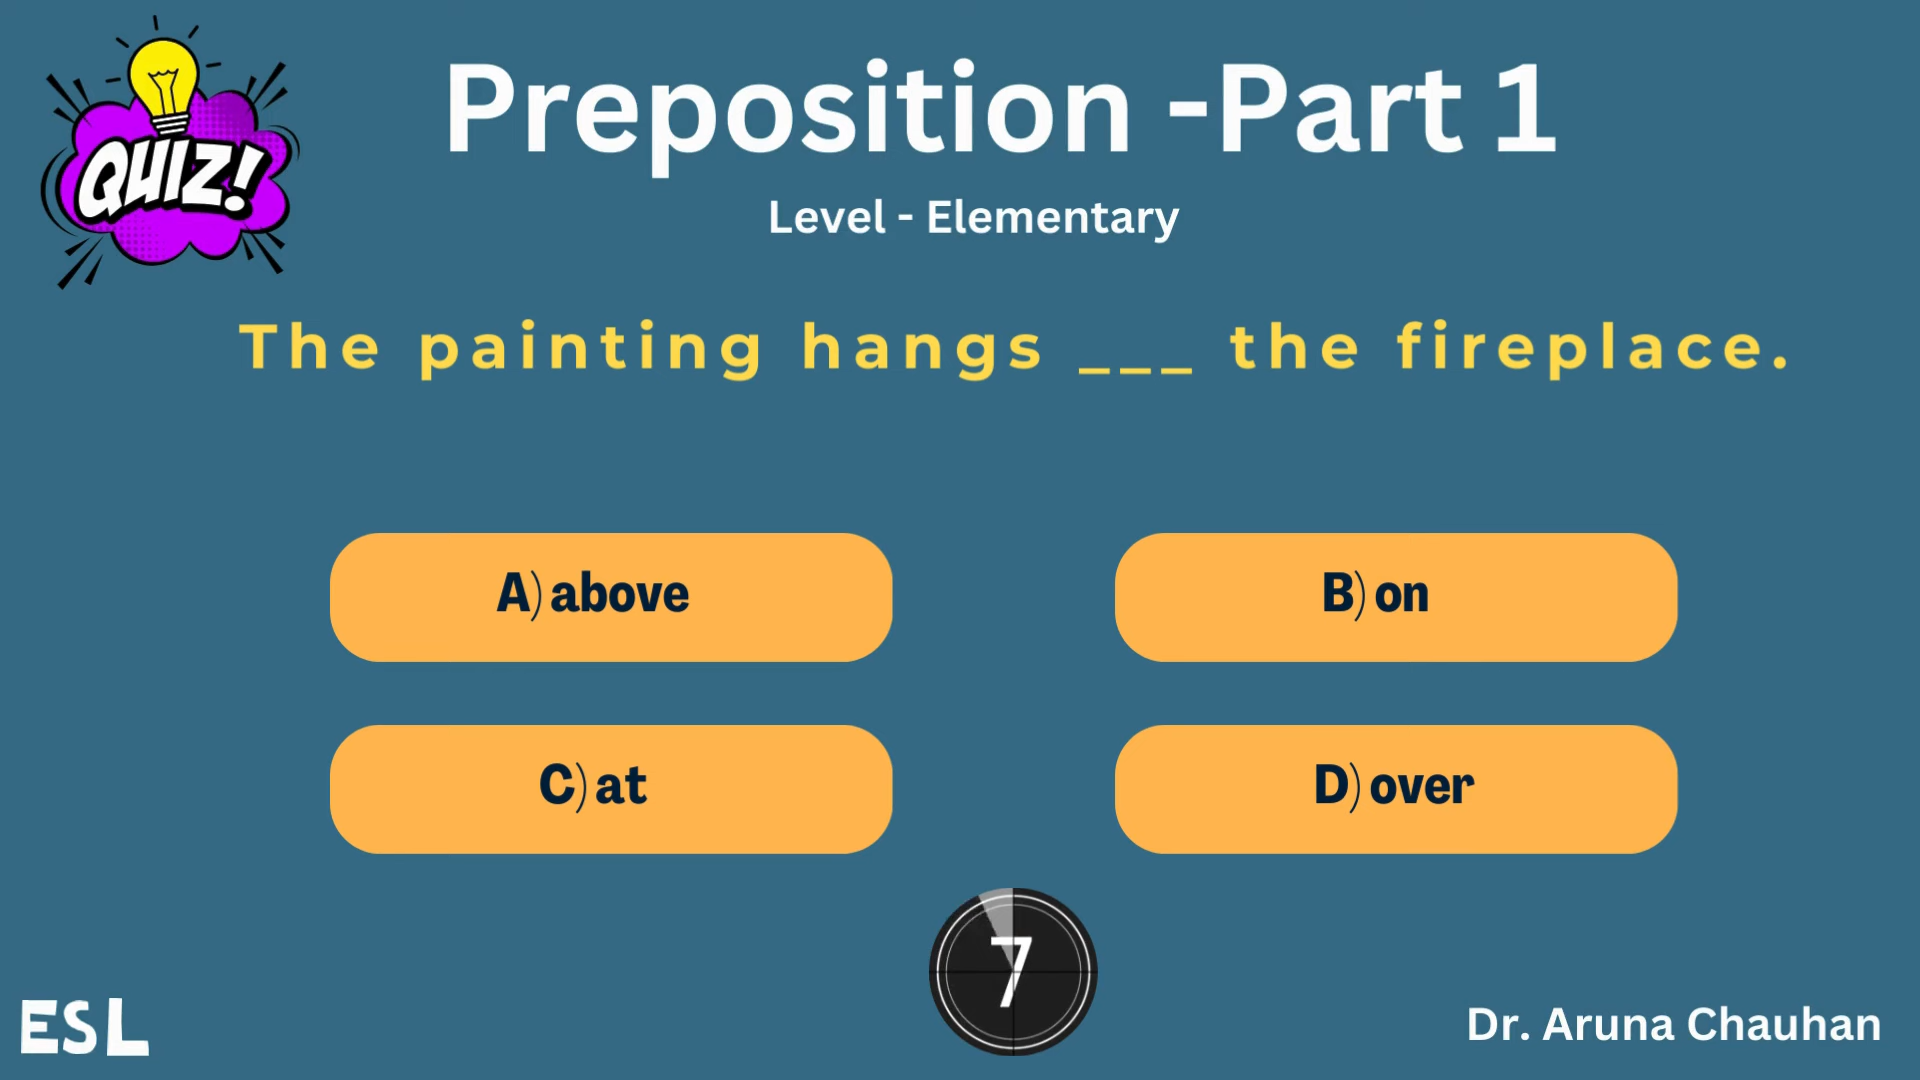 QUIZ!
Preposition -Part 1
Level - Elementary
The painting hangs ___ the fireplace.
A) above
B) on
C) at
D) over
7
ESL
Dr. Aruna Chauhan